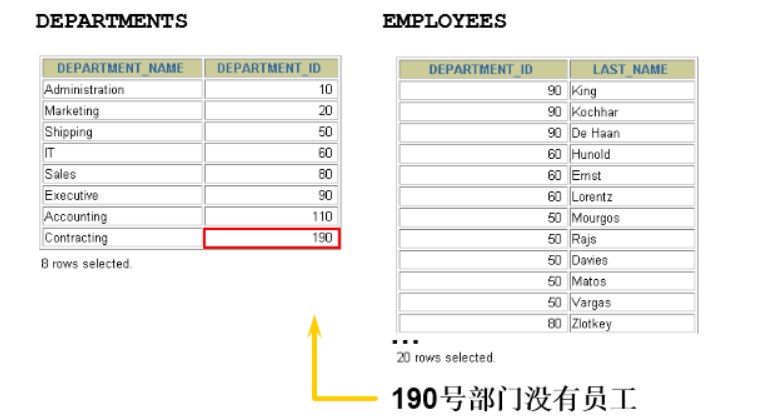 DEPARTMENTS
DEPARTMENT_NAME DEPARTMENT_ID
Administration 10
Marketing 20
Shipping 50
IT 60
Sales 80
Executive 90
Accounting 110
Contracting 190
8 rows selected.
EMPLOYEES
DEPARTMENT_ID LAST_NAME
90 King
90 Kochhar
90 De Haan
60 Hunold
60 Ernst
60 Lorentz
50 Mourgos
50 Rajs
50 Davies
50 Matos
50 Vargas
80 Zlotkey
...
20 rows selected.
190号部门没有员工